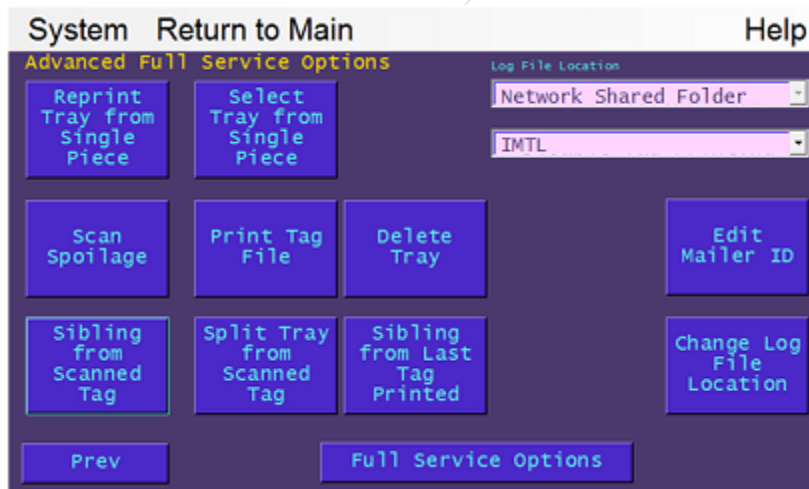 System Return to Main Help
Advanced Full Service Options
Log File Location
Reprint
Tray from
Single
Piece
Select
Tray from
Single
Piece
Network Shared Folder
IMTL
Scan
Spoilage
Print Tag
File
Delete
Tray
Edit
Mailer ID
Sibling
from
Scanned
Tag
Split Tray
from
Scanned
Tag
Sibling
from Last
Tag
Printed
Change Log
File
Location
Prev
Full Service Options